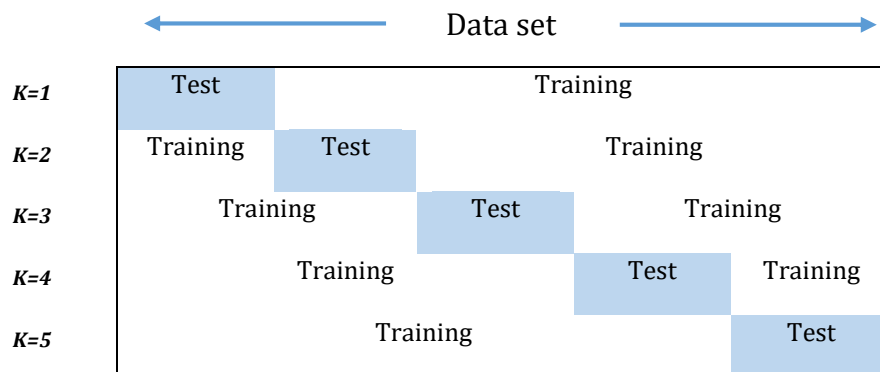 Data set
K=1 Test Training
K=2 Training Test Training
K=3 Training Test Training
K=4 Training Test Training
K=5 Training Test